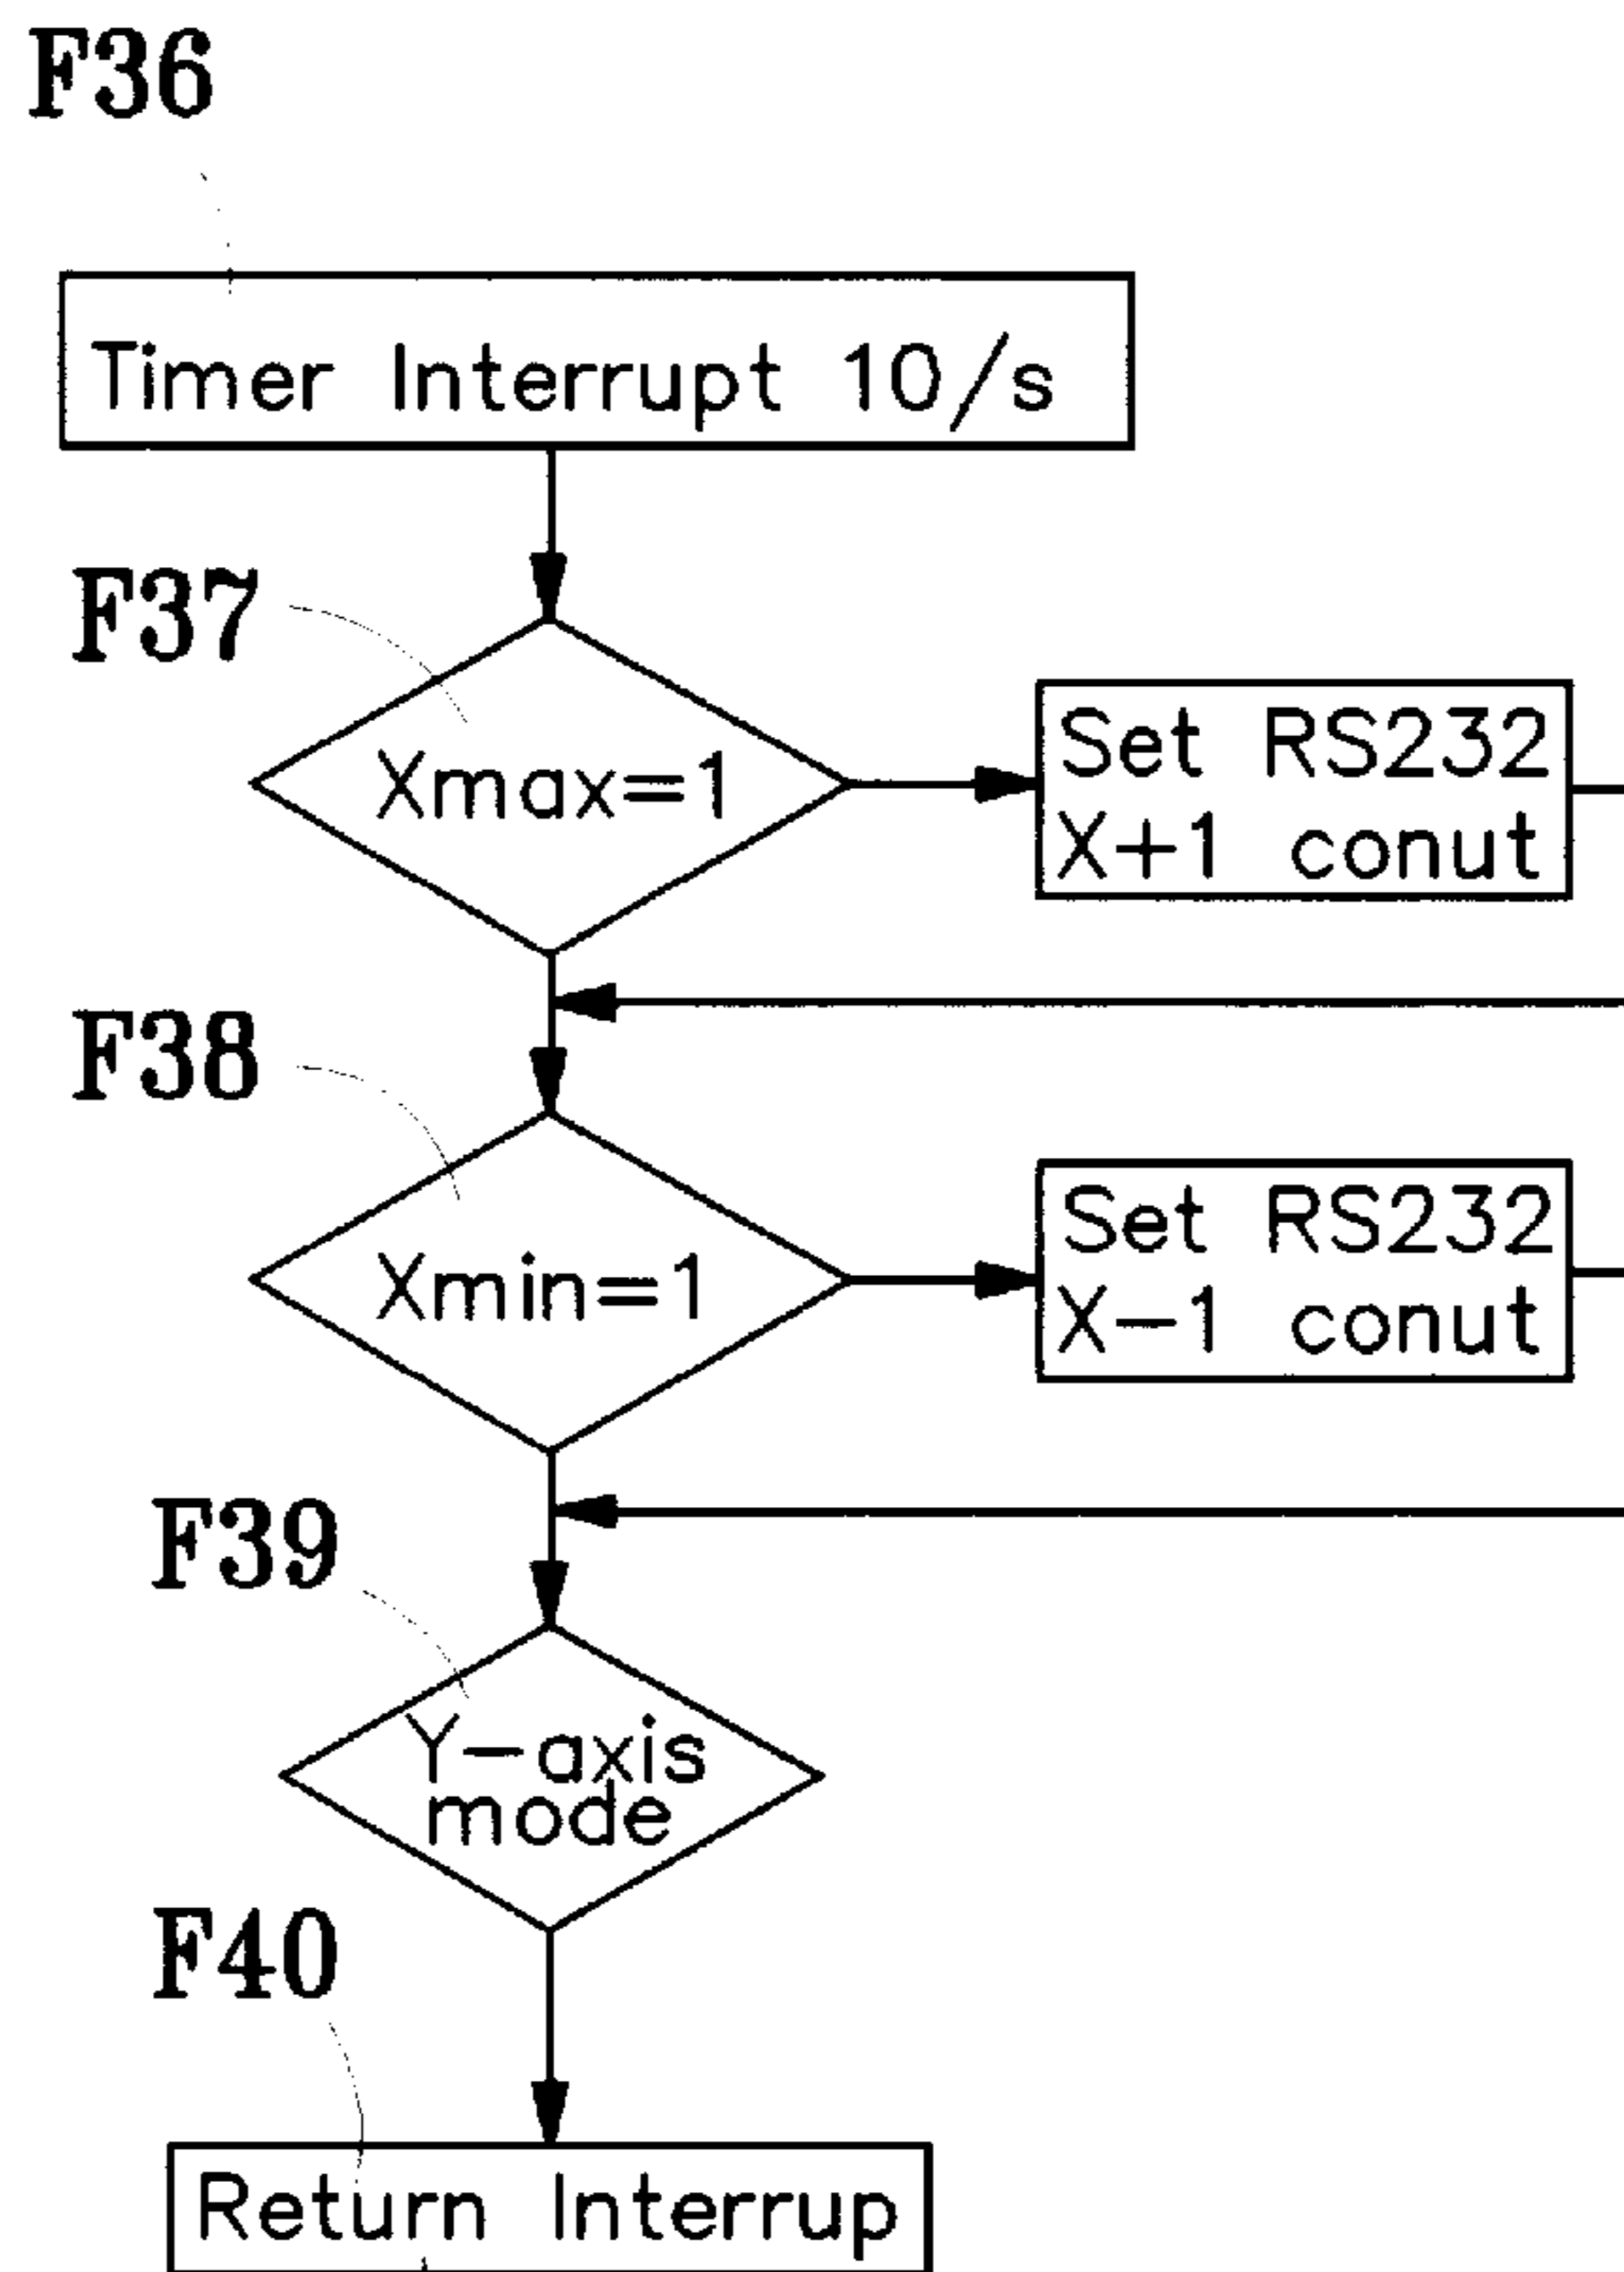 F36
Timer Interrupt 10/s
F37
Xmax=1
Set RS232
X+1 conut
F38
Xmin=1
Set RS232
X-1 conut
F39
Y-axis
mode
F40
Return Interrup